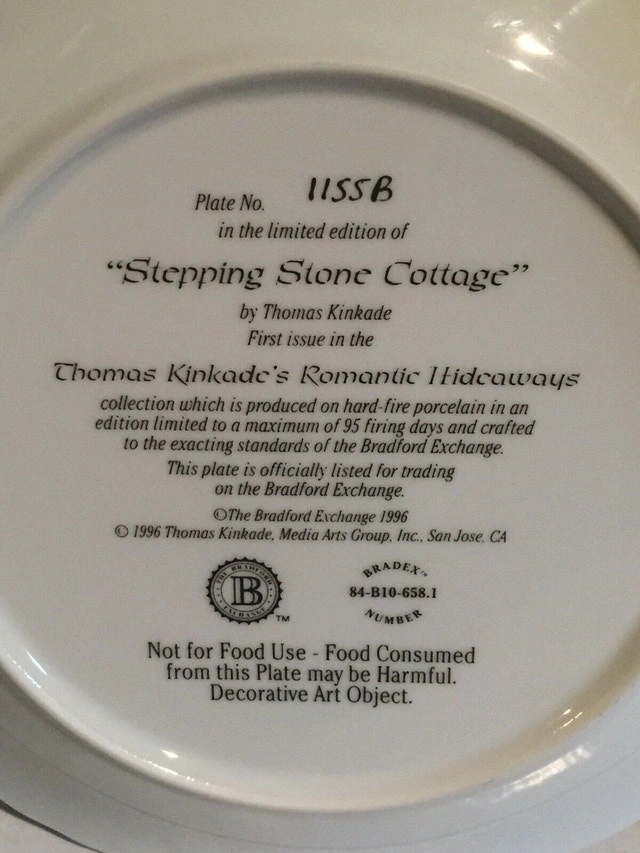 Plate No. 1155B
in the limited edition of
“Stepping Stone Cottage”
by Thomas Kinkade
First issue in the
Thomas Kinkade's Romantic Hideaways
collection which is produced on hard-fire porcelain in an
edition limited to a maximum of 95 firing days and crafted
to the exacting standards of the Bradford Exchange.
This plate is officially listed for trading
on the Bradford Exchange.
©The Bradford Exchange 1996
© 1996 Thomas Kinkade, Media Arts Group, Inc., San Jose, CA
THE BRADFORD
B
EXCHANGE
TM
BRADEX™
84-B10-658.1
NUMBER
Not for Food Use - Food Consumed
from this Plate may be Harmful.
Decorative Art Object.